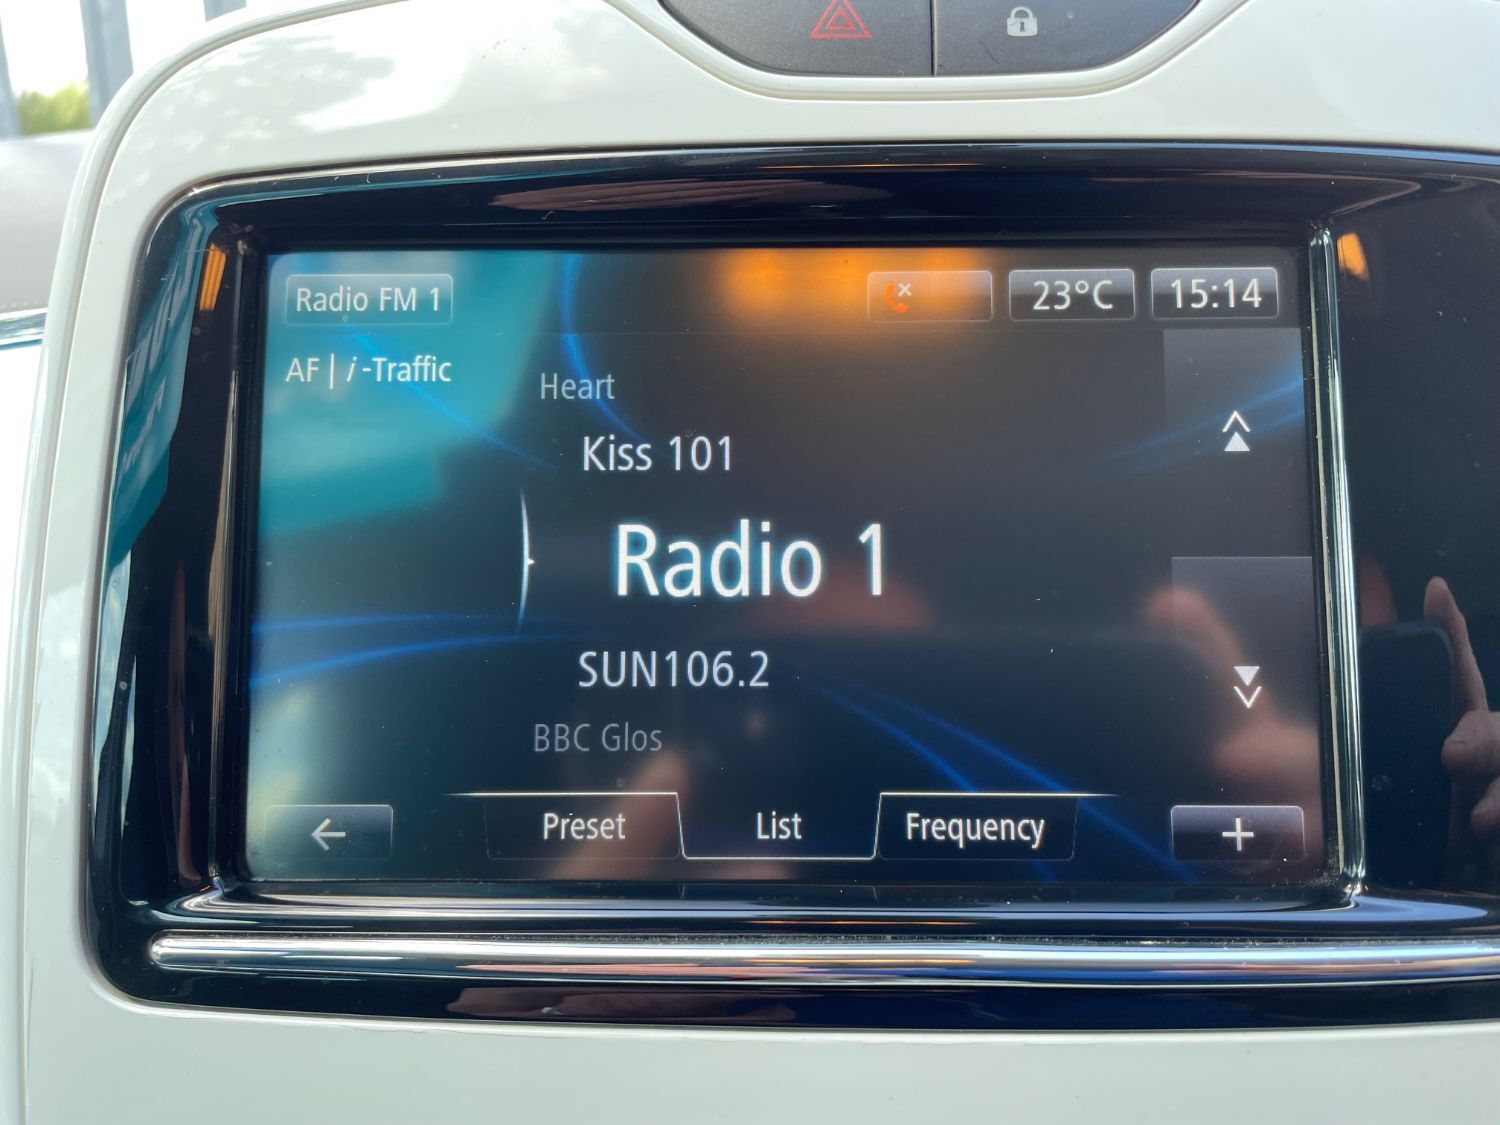 Radio FM 1
23°C
15:14
AF | i-Traffic
Heart
Kiss 101
Radio 1
SUN106.2
BBC Glos
Preset
List
Frequency